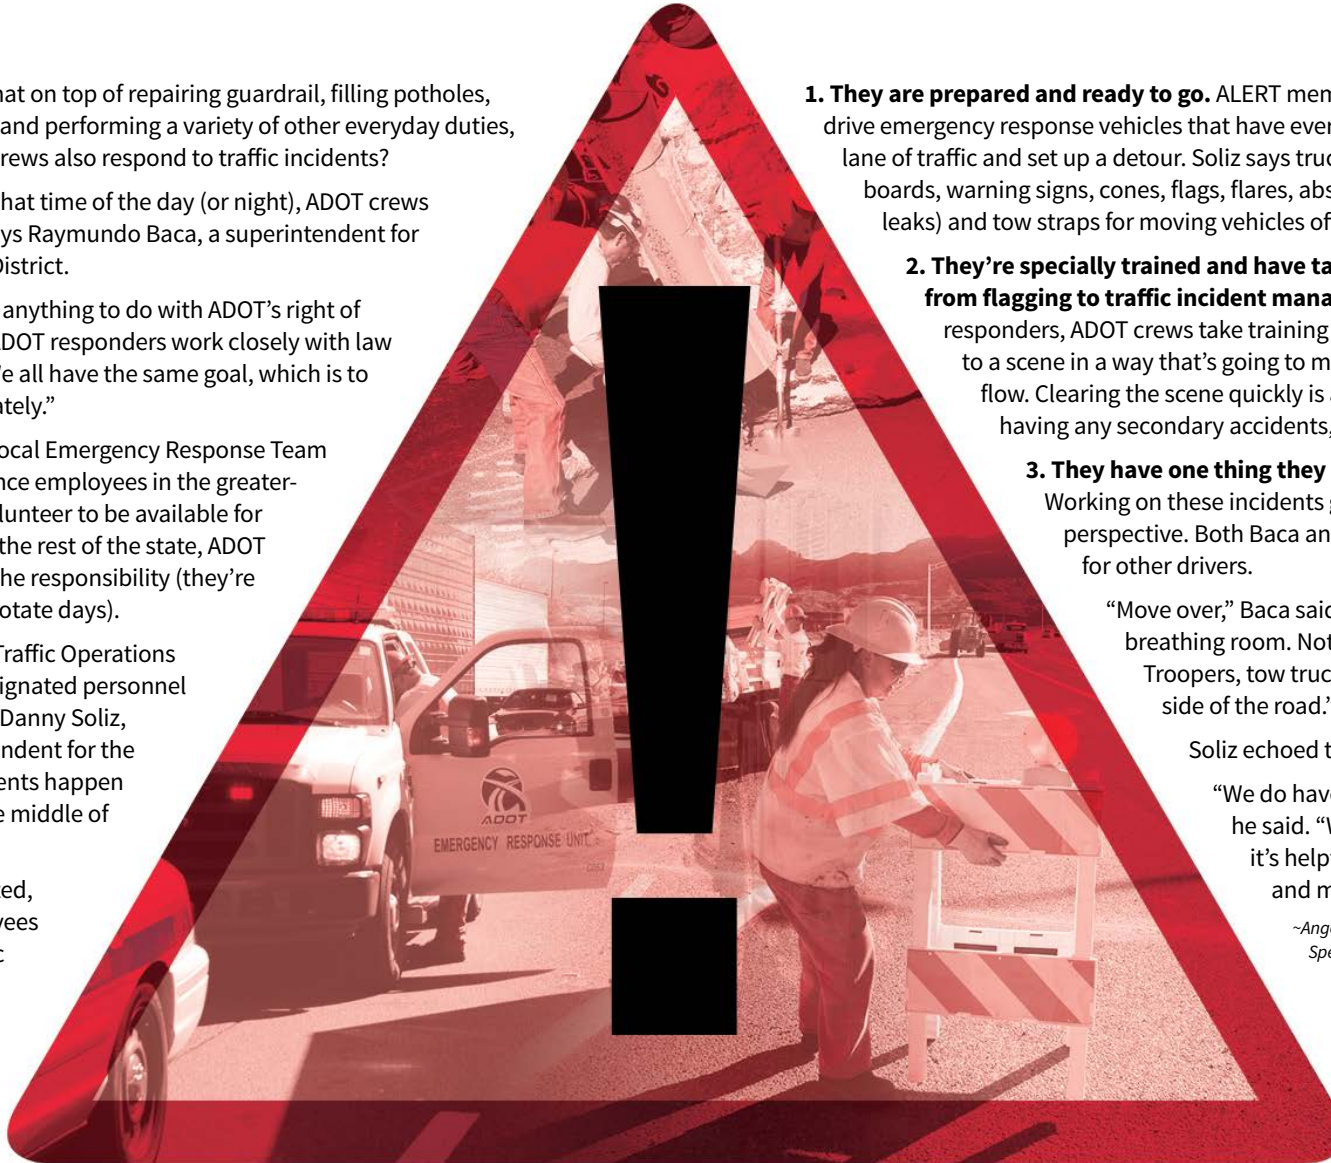 hat on top of repairing guardrail, filling potholes,
and performing a variety of other everyday duties,
rews also respond to traffic incidents?
hat time of the day (or night), ADOT crews
ys Raymundo Baca, a superintendent for
District.
anything to do with ADOT’s right of
ADOT responders work closely with law
e all have the same goal, which is to
ately.”
ocal Emergency Response Team
nce employees in the greater-
lunteer to be available for
the rest of the state, ADOT
he responsibility (they’re
otate days).
Traffic Operations
ignated personnel
Danny Soliz,
ndent for the
ents happen
e middle of
ted,
yees
c
1. They are prepared and ready to go. ALERT mem
drive emergency response vehicles that have ever
lane of traffic and set up a detour. Soliz says truc
boards, warning signs, cones, flags, flares, abs
leaks) and tow straps for moving vehicles of
2. They’re specially trained and have ta
from flagging to traffic incident mana
responders, ADOT crews take training
to a scene in a way that’s going to m
flow. Clearing the scene quickly is
having any secondary accidents,
3. They have one thing they
Working on these incidents g
perspective. Both Baca an
for other drivers.
“Move over,” Baca said
breathing room. Not
Troopers, tow truc
side of the road.”
Soliz echoed t
“We do have
he said. “W
it’s helpf
and m
~Ange
Spe
ADOT
EMERGENCY RESPONSE UNIT